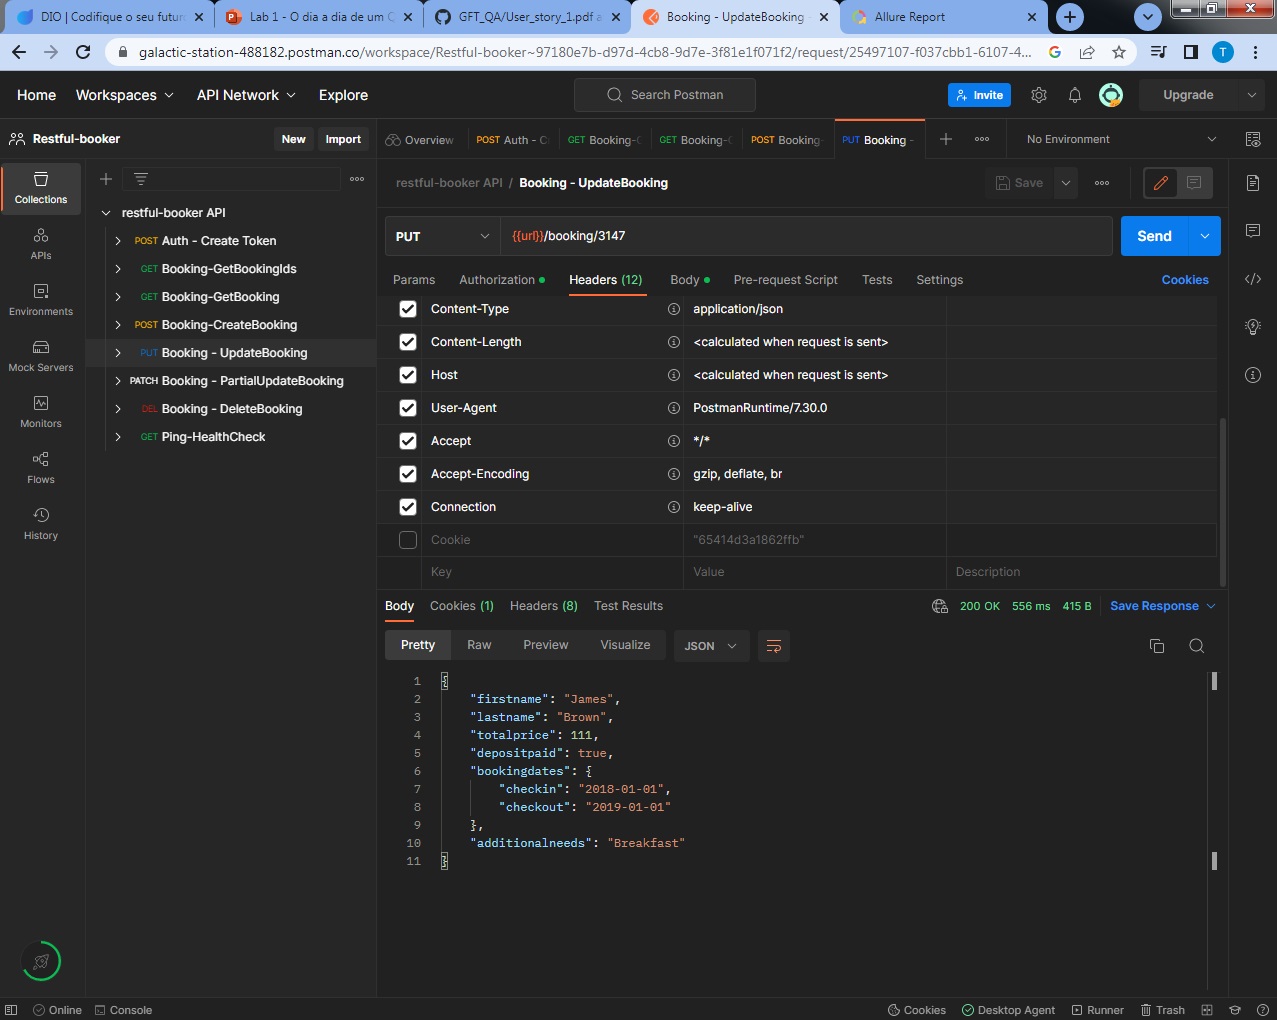 DIO | Codifique o seu futuro
Lab 1 - O dia a dia de um Q
GFT_QA/User_story_1.pdf a
Booking - UpdateBooking
Allure Report
galactic-station-488182.postman.co/workspace/Restful-booker~97180e7b-d97d-4cb8-9d7e-3f81e1f071f2/request/25497107-f037cbb1-6107-4...
T
Home
Workspaces
API Network
Explore
Search Postman
Invite
Upgrade
Restful-booker
New
Import
Overview
POST Auth - C
GET Booking-G
GET Booking-G
POST Booking-
PUT Booking -
No Environment
Collections
APIs
Environments
Mock Servers
Monitors
Flows
History
restful-booker API
POST Auth - Create Token
GET Booking-GetBookingIds
GET Booking-GetBooking
POST Booking-CreateBooking
PUT Booking - UpdateBooking
PATCH Booking - PartialUpdateBooking
DEL Booking - DeleteBooking
GET Ping-HealthCheck
restful-booker API / Booking - UpdateBooking
Save
PUT
{{url}}/booking/3147
Send
Params
Authorization
Headers (12)
Body
Pre-request Script
Tests
Settings
Cookies
Content-Type application/json
Content-Length <calculated when request is sent>
Host <calculated when request is sent>
User-Agent PostmanRuntime/7.30.0
Accept */*
Accept-Encoding gzip, deflate, br
Connection keep-alive
Cookie "65414d3a1862ffb"
Key Value Description
Body
Cookies (1)
Headers (8)
Test Results
200 OK
556 ms
415 B
Save Response
Pretty
Raw
Preview
Visualize
JSON
1 {
2 "firstname": "James",
3 "lastname": "Brown",
4 "totalprice": 111,
5 "depositpaid": true,
6 "bookingdates": {
7 "checkin": "2018-01-01",
8 "checkout": "2019-01-01"
9 },
10 "additionalneeds": "Breakfast"
11 }
Online
Console
Cookies
Desktop Agent
Runner
Trash